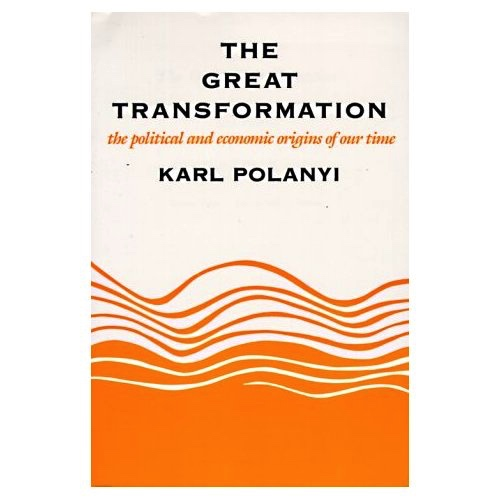 THE
GREAT
TRANSFORMATION
the political and economic origins of our time
KARL POLANYI